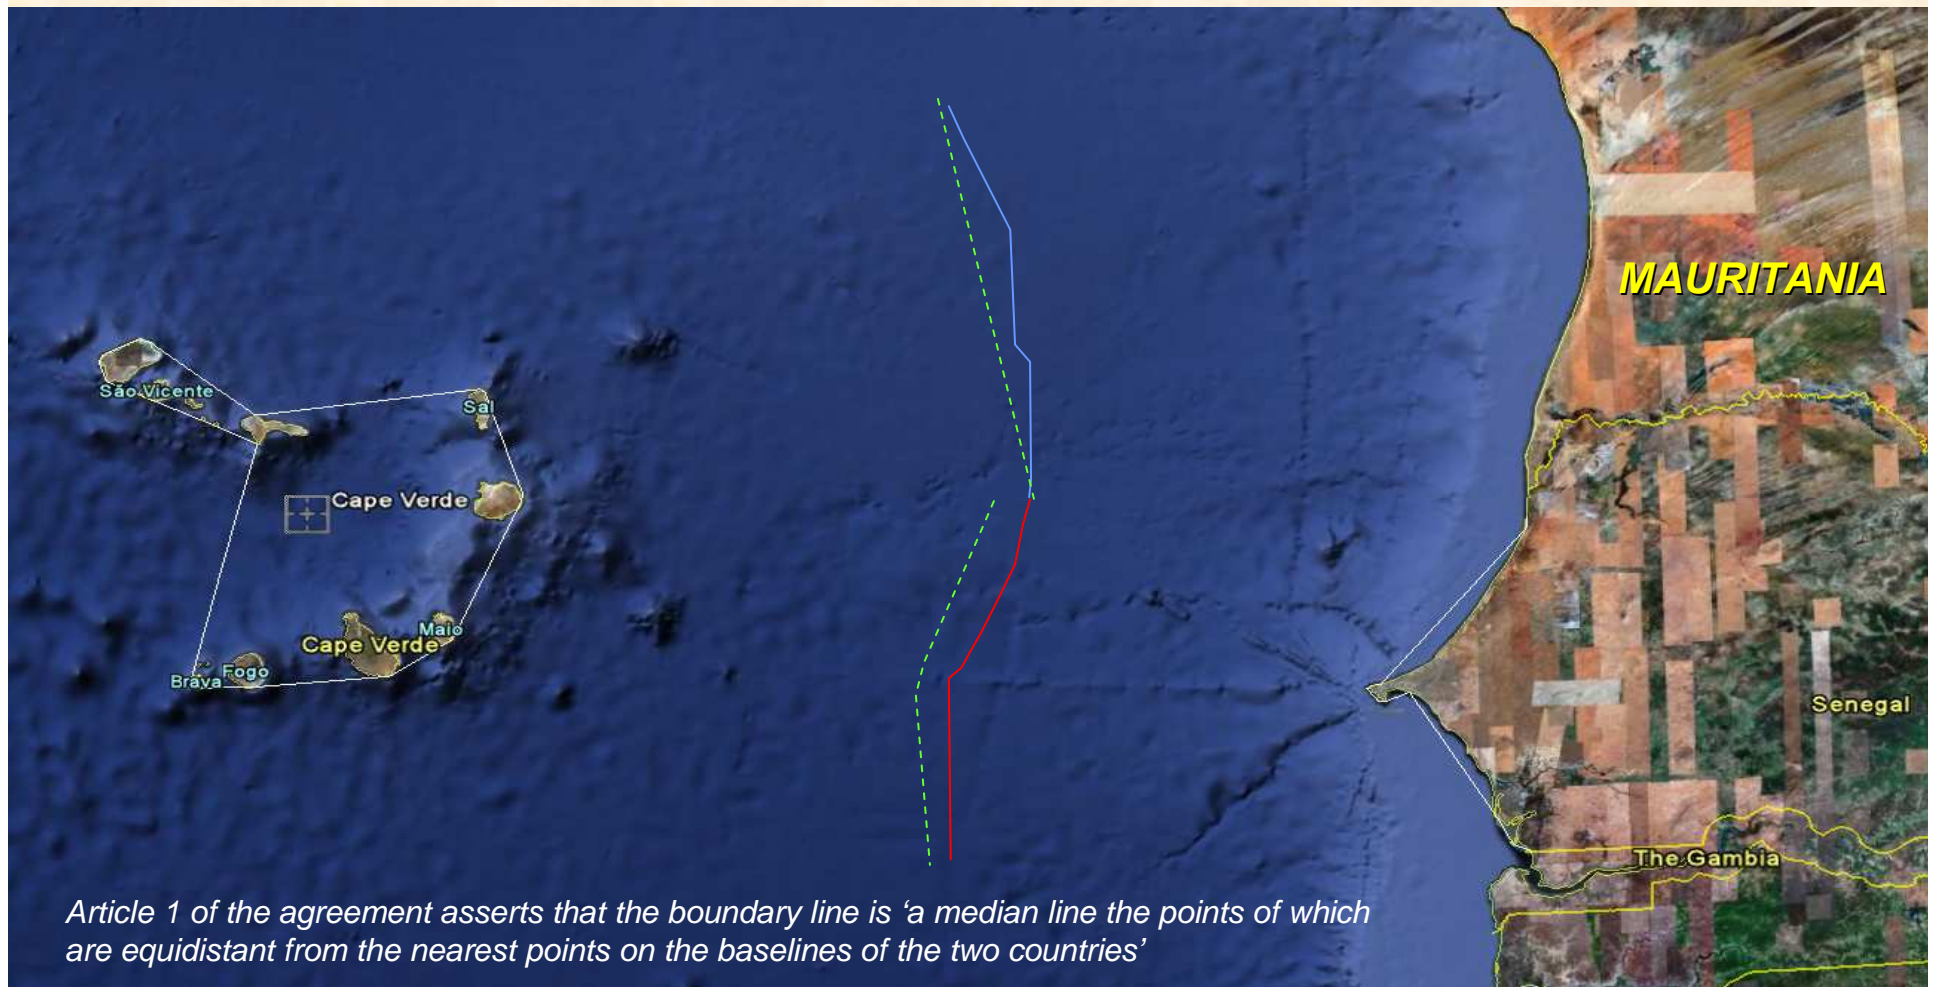 MAURITANIA
São Vicente
Sal
Cape Verde
Maio
Cape Verde
Fogo
Brava
Senegal
The Gambia
Article 1 of the agreement asserts that the boundary line is ‘a median line the points of which
are equidistant from the nearest points on the baselines of the two countries’